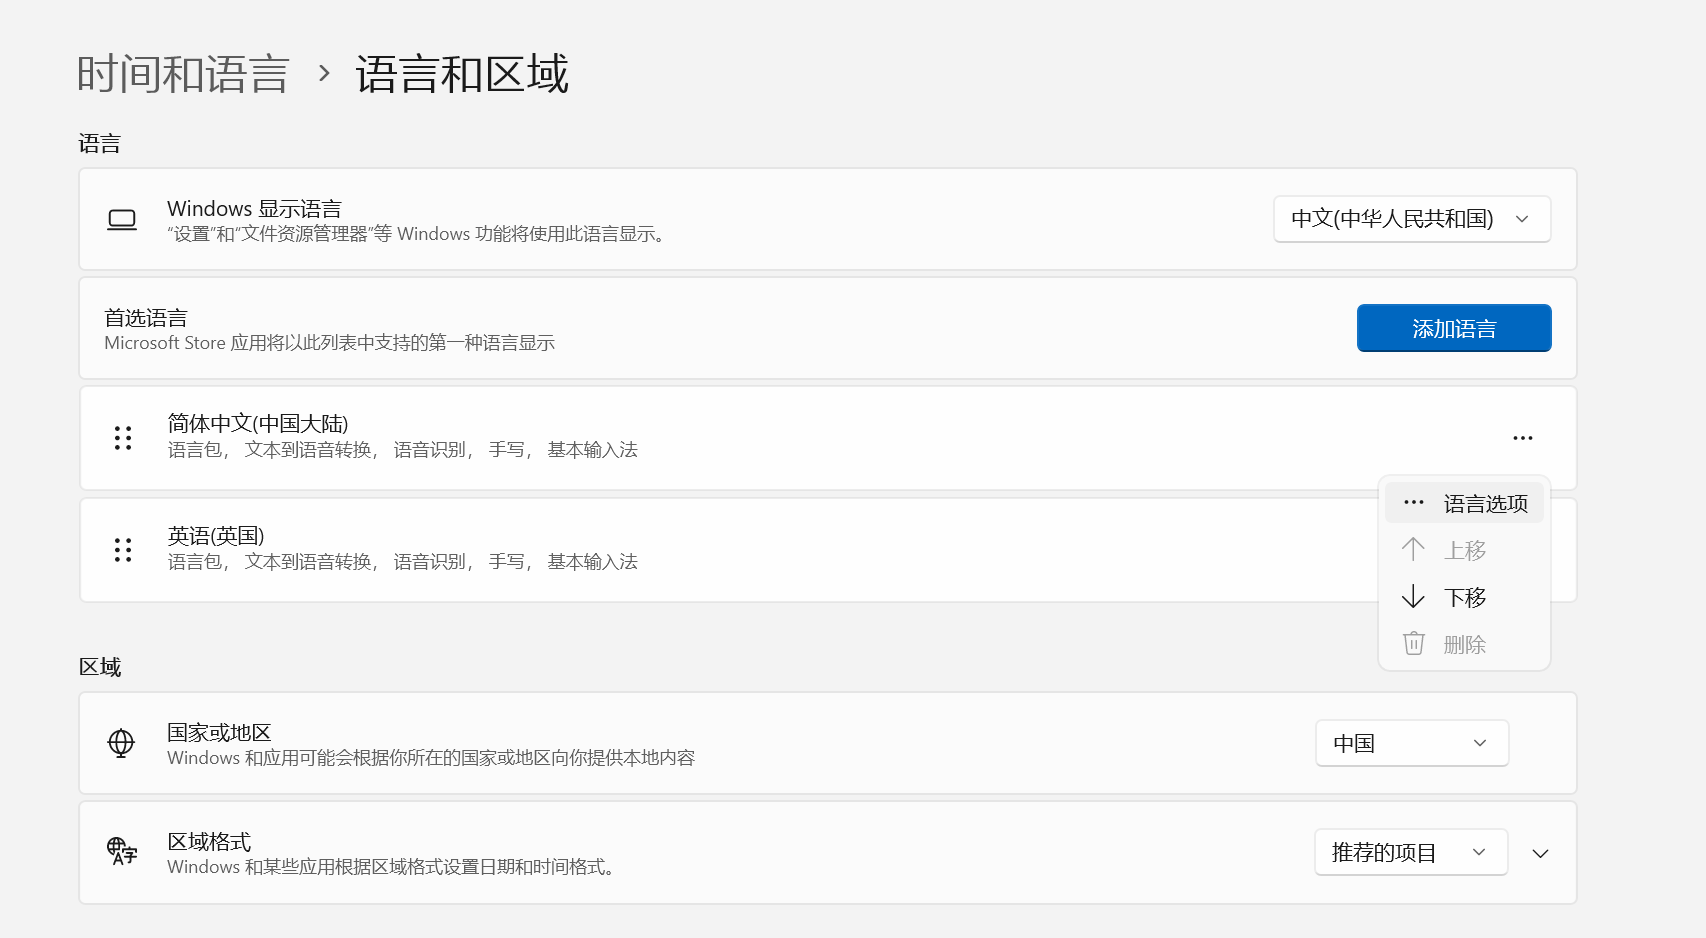 时间和语言 › 语言和区域
语言
Windows 显示语言
“设置”和“文件资源管理器”等 Windows 功能将使用此语言显示。
中文(中华人民共和国)
首选语言
Microsoft Store 应用将以此列表中支持的第一种语言显示
添加语言
简体中文(中国大陆)
语言包， 文本到语音转换， 语音识别， 手写， 基本输入法
英语(英国)
语言包， 文本到语音转换， 语音识别， 手写， 基本输入法
语言选项
上移
下移
删除
区域
国家或地区
Windows 和应用可能会根据你所在的国家或地区向你提供本地内容
中国
区域格式
Windows 和某些应用根据区域格式设置日期和时间格式。
推荐的项目